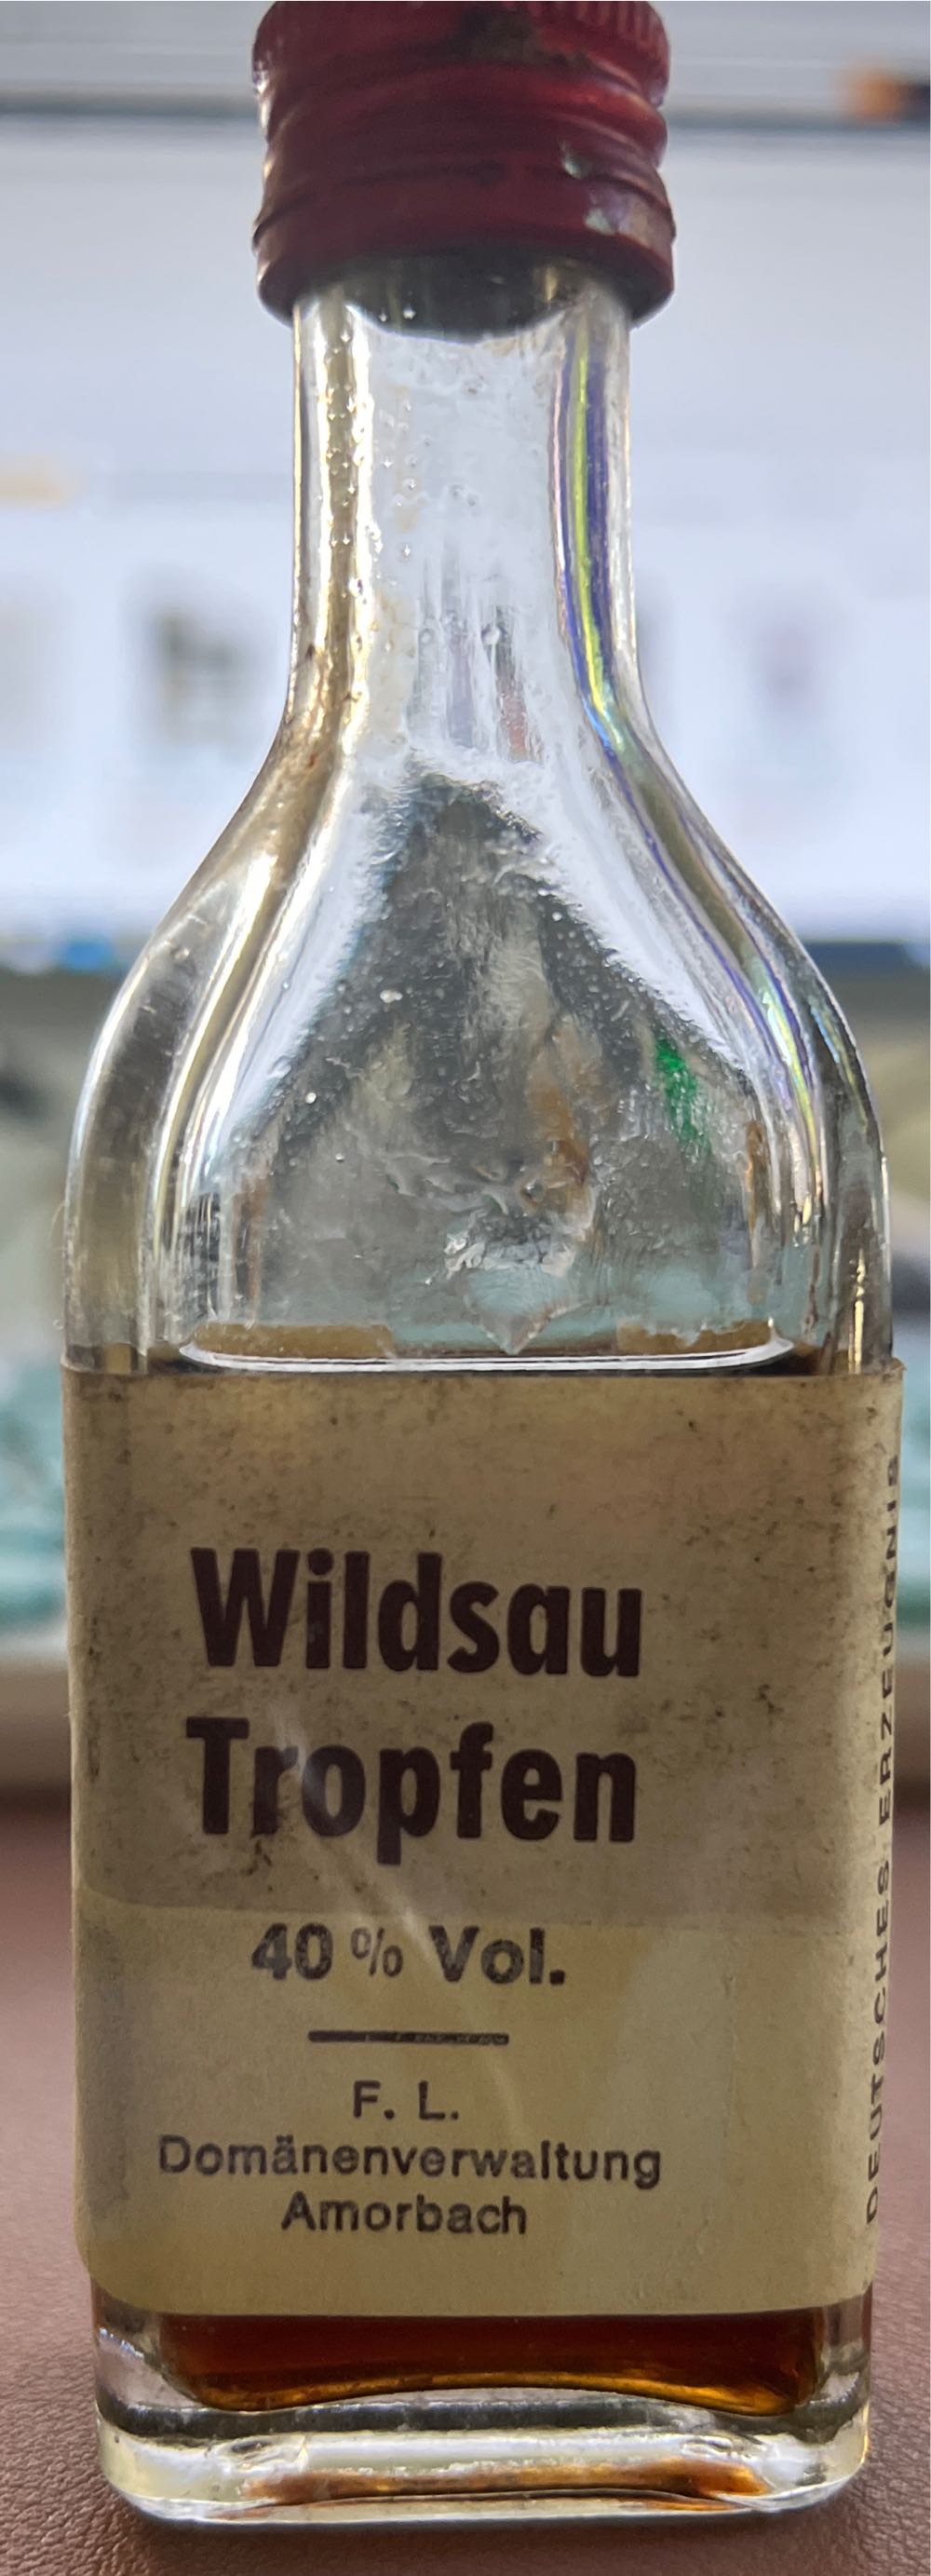 Wildsau
Tropfen
40 % Vol.
F. L.
Domänenverwaltung
Amorbach
DEUTSCHES ERZEUGNIS